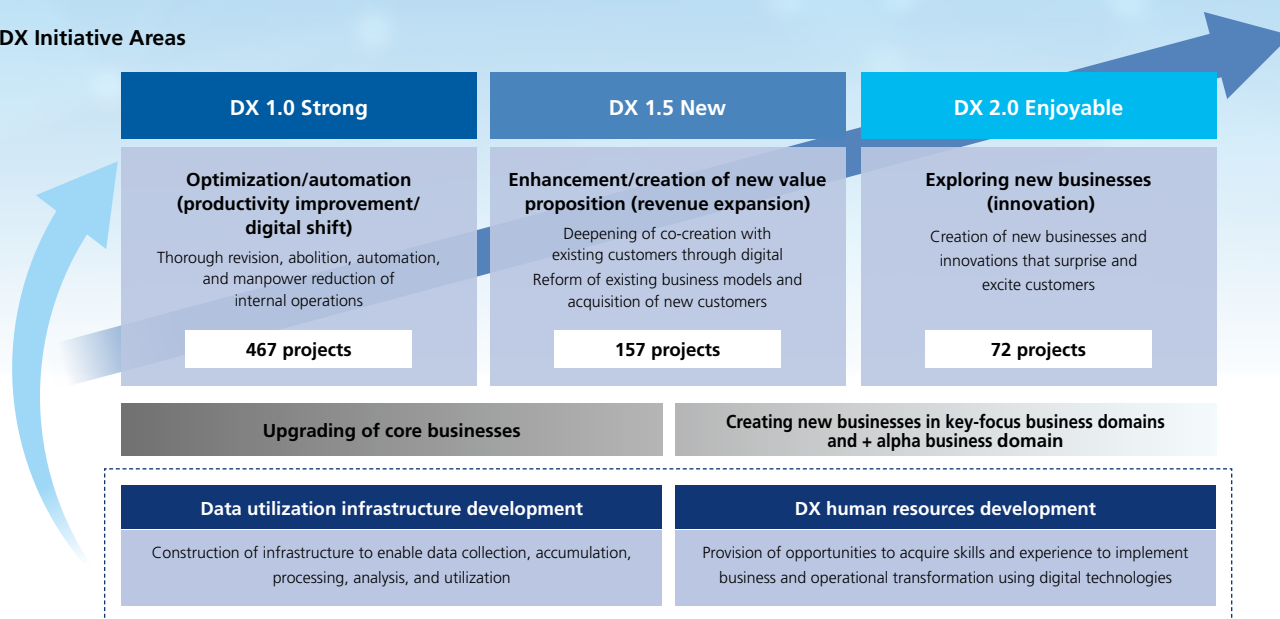 DX Initiative Areas
DX 1.0 Strong
Optimization/automation
(productivity improvement/
digital shift)
Thorough revision, abolition, automation,
and manpower reduction of
internal operations
467 projects
DX 1.5 New
Enhancement/creation of new value
proposition (revenue expansion)
Deepening of co-creation with
existing customers through digital
Reform of existing business models and
acquisition of new customers
157 projects
DX 2.0 Enjoyable
Exploring new businesses
(innovation)
Creation of new businesses and
innovations that surprise and
excite customers
72 projects
Upgrading of core businesses
Creating new businesses in key-focus business domains
and + alpha business domain
Data utilization infrastructure development
Construction of infrastructure to enable data collection, accumulation,
processing, analysis, and utilization
DX human resources development
Provision of opportunities to acquire skills and experience to implement
business and operational transformation using digital technologies